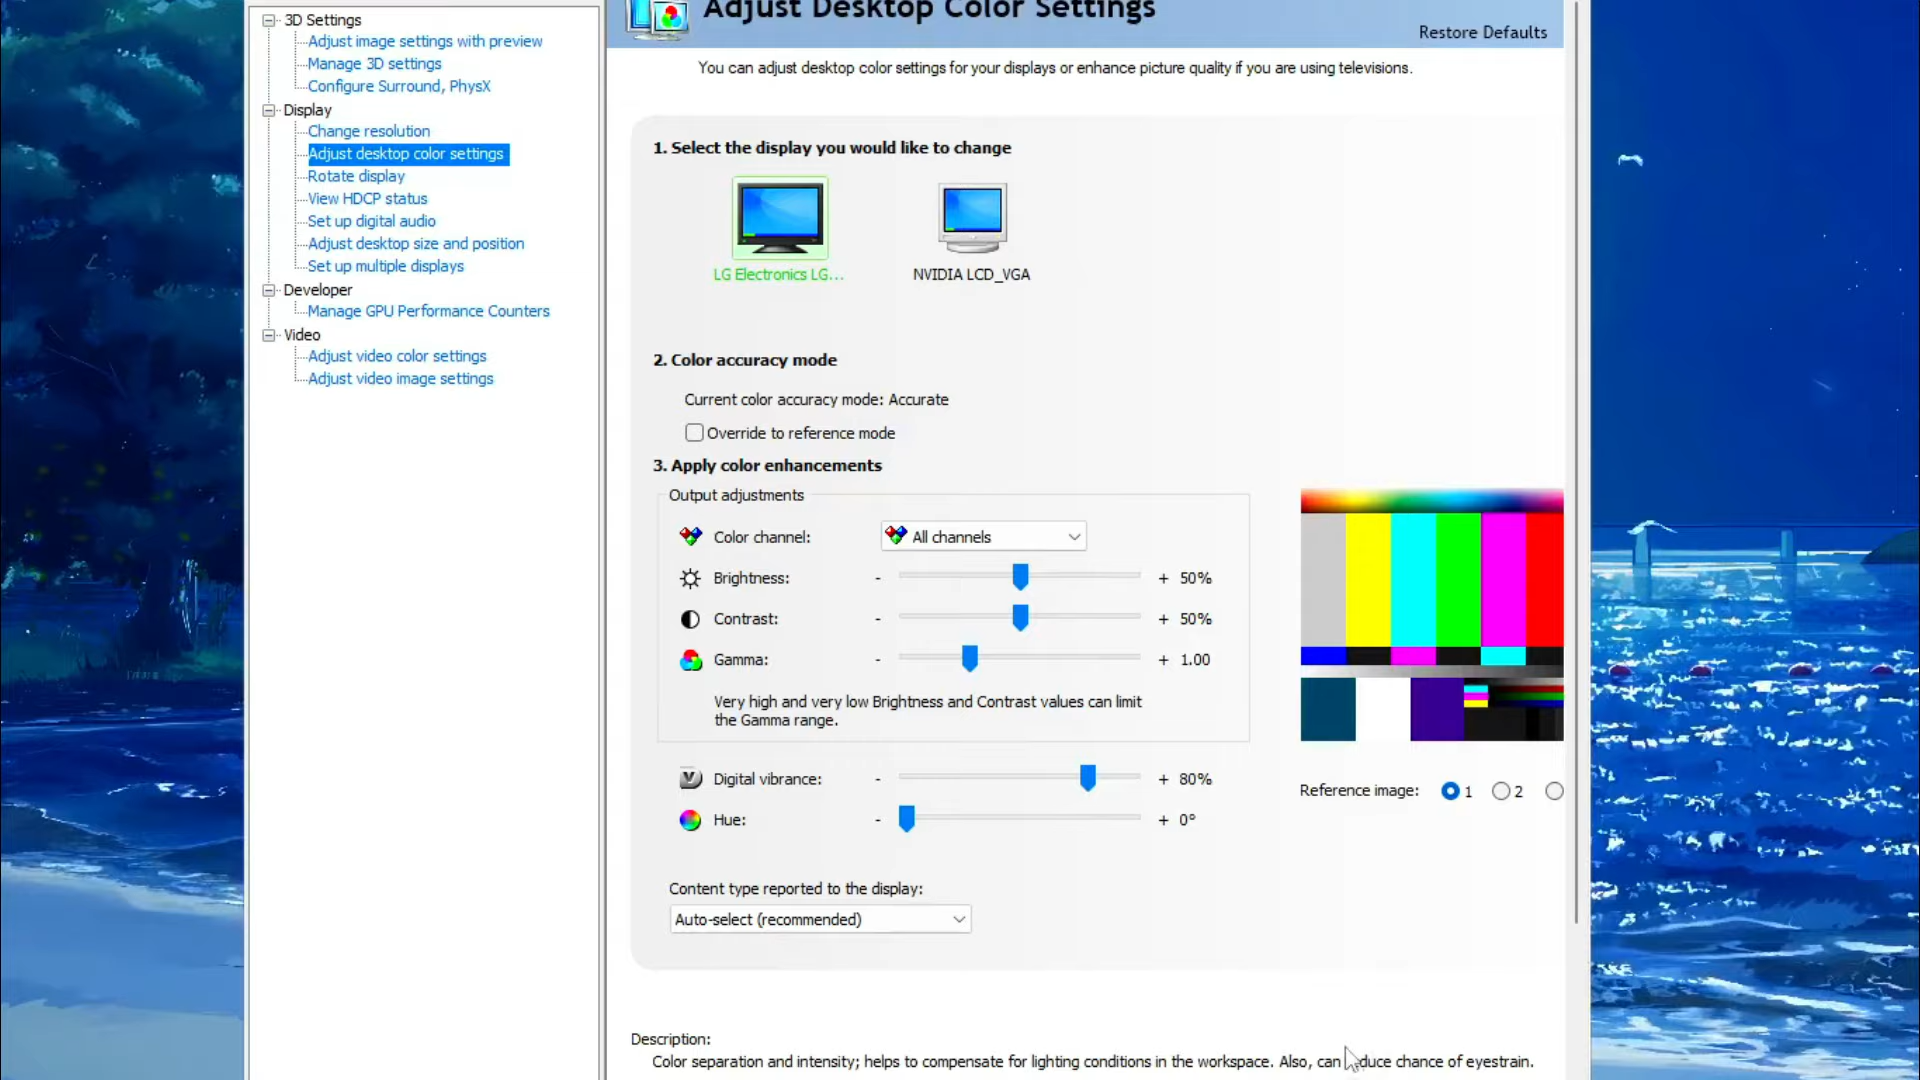 3D Settings
Adjust image settings with preview
Manage 3D settings
Configure Surround, PhysX
Display
Change resolution
Adjust desktop color settings
Rotate display
View HDCP status
Set up digital audio
Adjust desktop size and position
Set up multiple displays
Developer
Manage GPU Performance Counters
Video
Adjust video color settings
Adjust video image settings
Adjust Desktop Color Settings
Restore Defaults
You can adjust desktop color settings for your displays or enhance picture quality if you are using televisions.
1. Select the display you would like to change
LG Electronics LG...
NVIDIA LCD_VGA
2. Color accuracy mode
Current color accuracy mode: Accurate
Override to reference mode
3. Apply color enhancements
Output adjustments
Color channel: All channels
Brightness: - + 50%
Contrast: - + 50%
Gamma: - + 1.00
Very high and very low Brightness and Contrast values can limit
the Gamma range.
Digital vibrance: - + 80%
Hue: - + 0°
Reference image: 1 2
Content type reported to the display:
Auto-select (recommended)
Description:
Color separation and intensity; helps to compensate for lighting conditions in the workspace. Also, can chance of eyestrain.